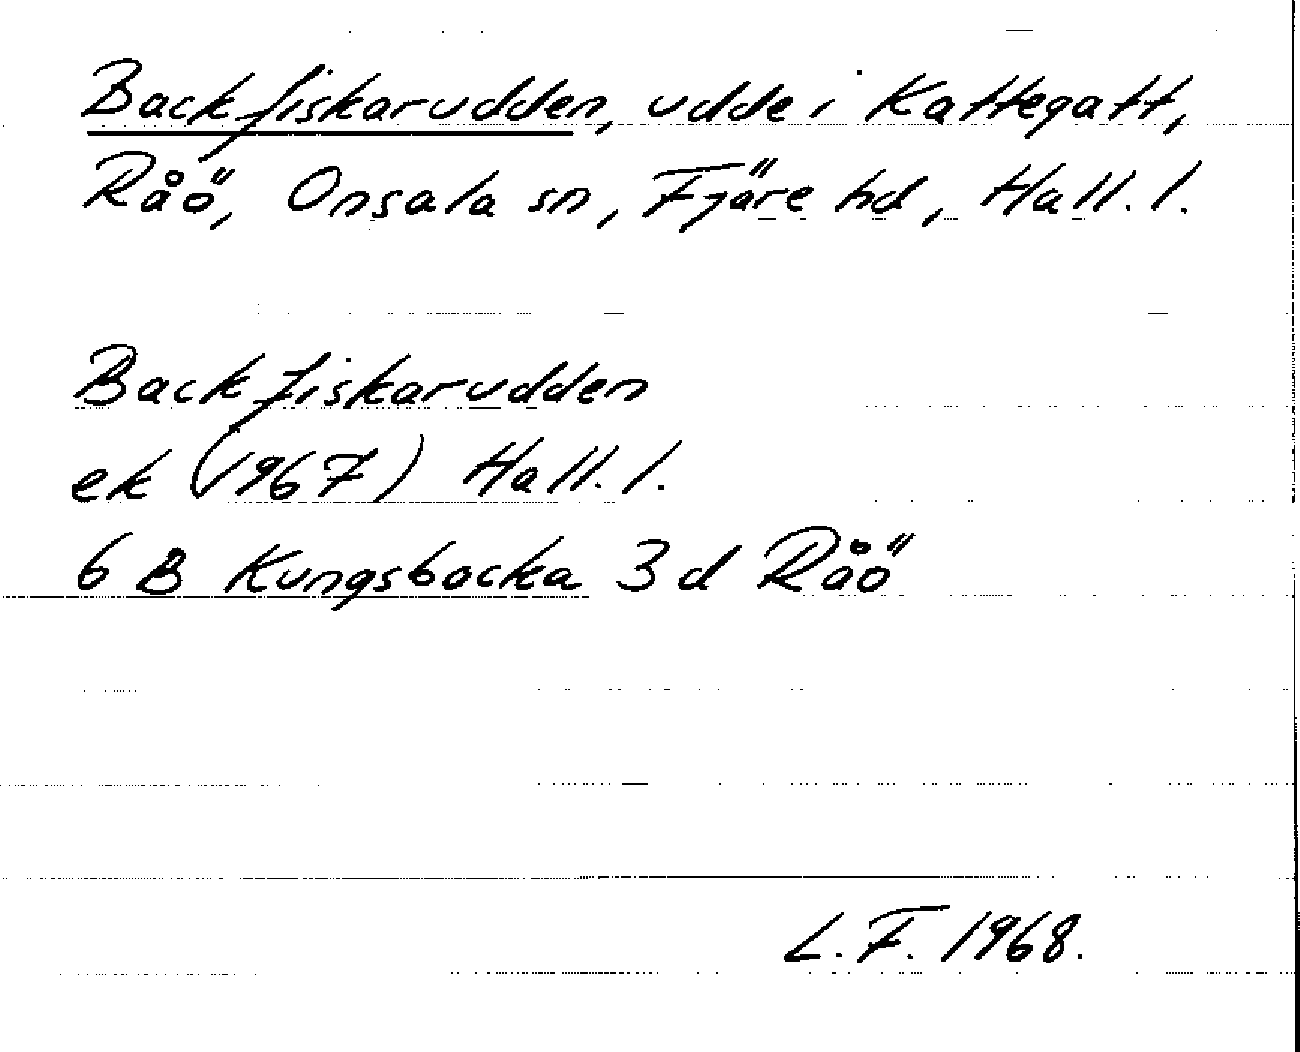 Backfiskarudden, udde i Kattegatt,
Råö, Onsala sn, Fjäre hd, Hall. l.
Backfiskarudden
ek (1967) Hall. l.
6 B Kungsbacka 3 d Råö
L. F. 1968.